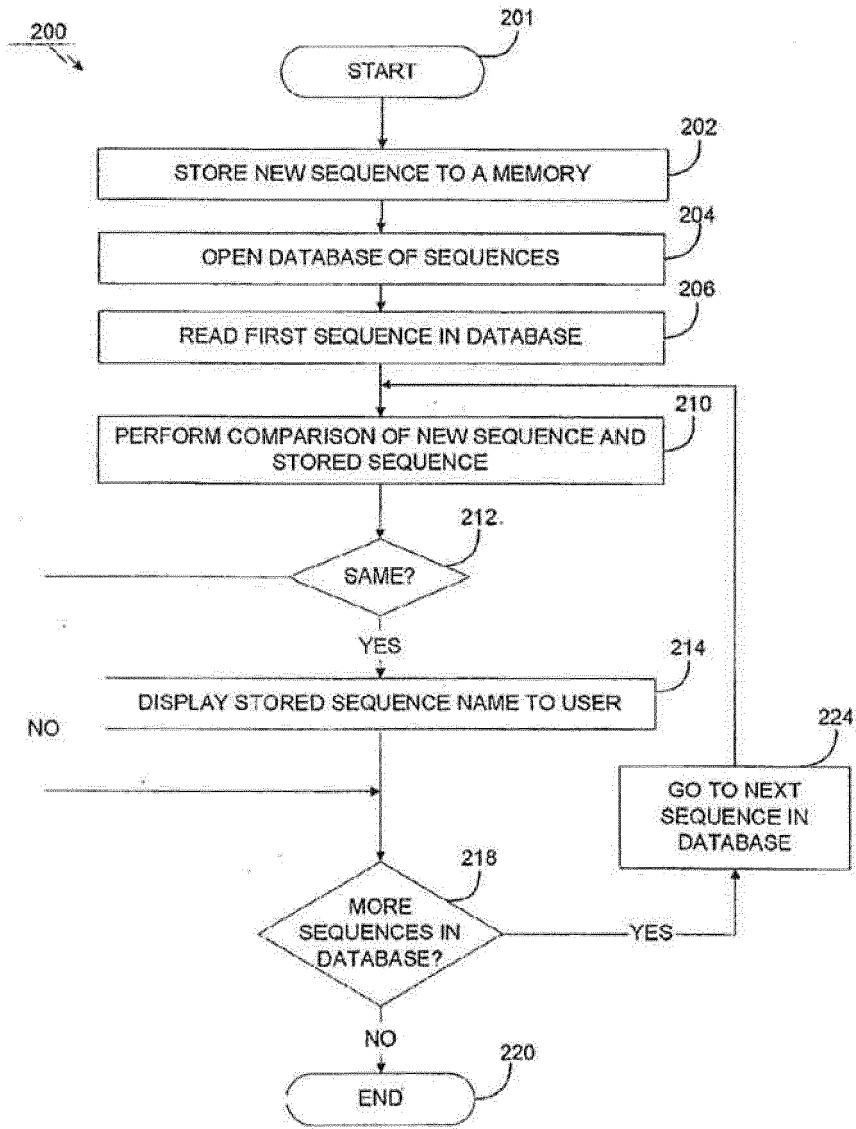 200
201
START
202
STORE NEW SEQUENCE TO A MEMORY
204
OPEN DATABASE OF SEQUENCES
206
READ FIRST SEQUENCE IN DATABASE
210
PERFORM COMPARISON OF NEW SEQUENCE AND
STORED SEQUENCE
212
SAME?
YES
214
DISPLAY STORED SEQUENCE NAME TO USER
NO
224
GO TO NEXT
SEQUENCE IN
DATABASE
218
MORE
SEQUENCES IN
DATABASE?
YES
NO
220
END